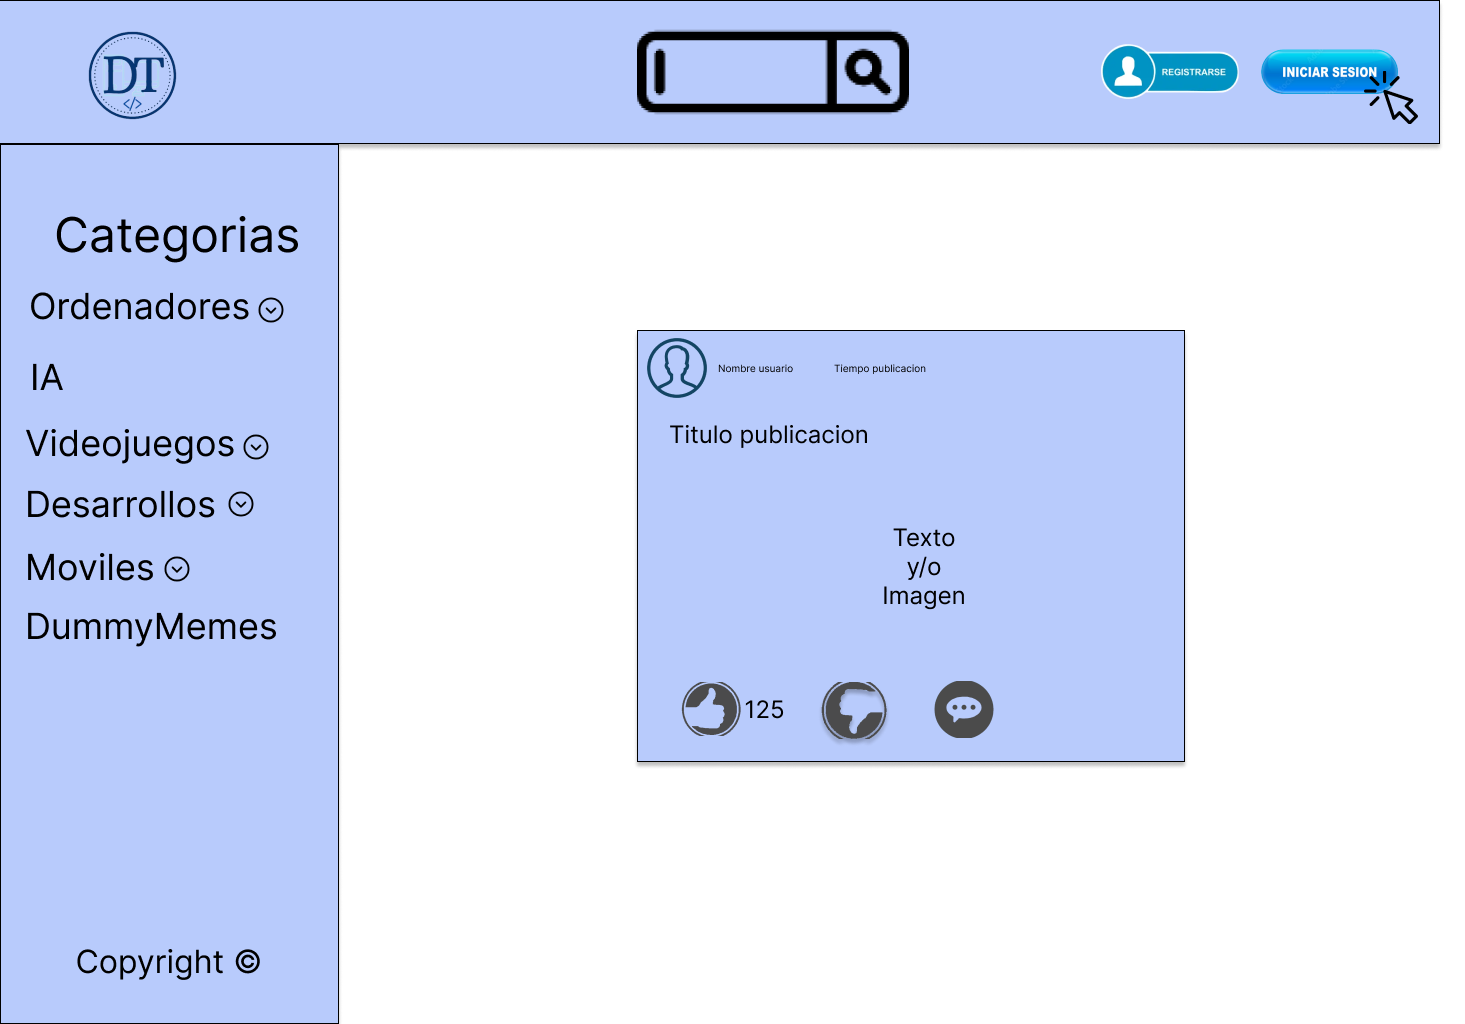 DT
</>
REGISTRARSE
INICIAR SESION
Categorias
Ordenadores
IA
Videojuegos
Desarrollos
Moviles
DummyMemes
Copyright ©
Nombre usuario
Tiempo publicacion
Titulo publicacion
Texto
y/o
Imagen
125